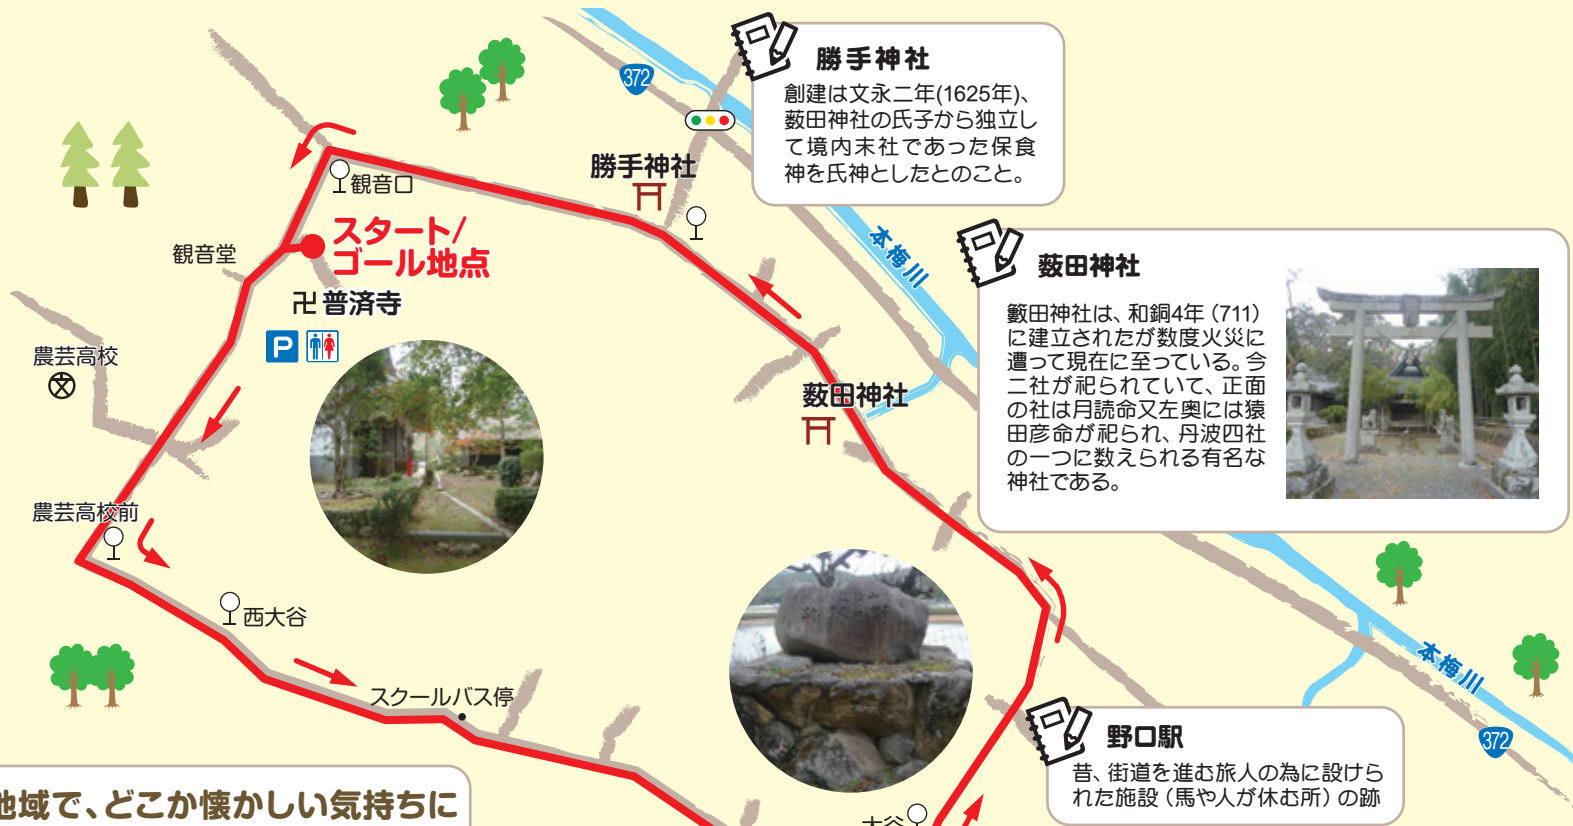 勝手神社
創建は文永二年(1625年)、
薮田神社の氏子から独立し
て境内末社であった保食
神を氏神としたとのこと。
372
勝手神社
観音口
スタート/
ゴール地点
観音堂
卍普済寺
P
農芸高校
文
本梅川
薮田神社
籔田神社は、和銅4年（711）
に建立されたが数度火災に
遭って現在に至っている。今
二社が祀られていて、正面
の社は月読命又左奥には猿
田彦命が祀られ、丹波四社
の一つに数えられる有名な
神社である。
薮田神社
農芸高校前
西大谷
スクールバス停
本梅川
372
野口駅
昔、街道を進む旅人の為に設けら
れた施設（馬や人が休む所）の跡
地域で、どこか懐かしい気持ちに
大谷